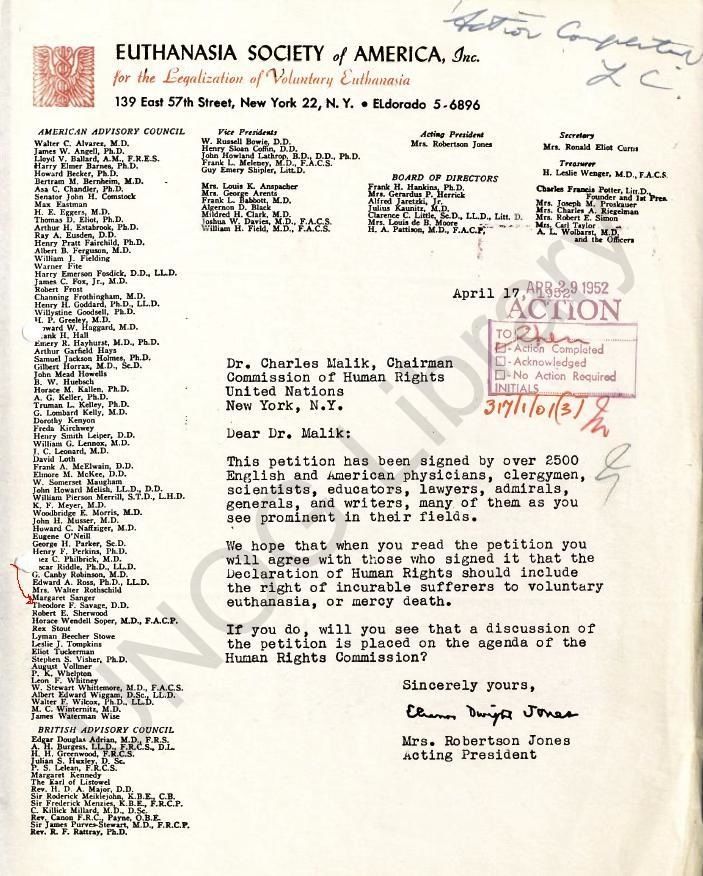 Action Completed
L C.
EUTHANASIA SOCIETY of AMERICA, Inc.
for the Legalization of Voluntary Euthanasia
139 East 57th Street, New York 22, N. Y. • ELdorado 5-6896
AMERICAN ADVISORY COUNCIL
Walter C. Alvarez, M.D.
James W. Angell, Ph.D.
Lloyd V. Ballard, A.M., F.R.E.S.
Harry Elmer Barnes, Ph.D.
Howard Becker, Ph.D.
Bertram M. Bernheim, M.D.
Asa C. Chandler, Ph.D.
Senator John H. Comstock
Max Eastman
H. E. Eggers, M.D.
Thomas D. Eliot, Ph.D.
Arthur H. Estabrook, Ph.D.
Ray A. Eusden, D.D.
Henry Pratt Fairchild, Ph.D.
Albert B. Ferguson, M.D.
William J. Fielding
Warner Fite
Harry Emerson Fosdick, D.D., LL.D.
James C. Fox, Jr., M.D.
Robert Frost
Channing Frothingham, M.D.
Henry H. Goddard, Ph.D., LL.D.
Willystine Goodsell, Ph.D.
H. P. Greeley, M.D.
oward W. Haggard, M.D.
ank H. Hall
Emery R. Hayhurst, M.D., Ph.D.
Arthur Garfield Hays
Samuel Jackson Holmes, Ph.D.
Gilbert Horrax, M.D., Sc.D.
John Mead Howells
B. W. Huebsch
Horace M. Kallen, Ph.D.
A. G. Keller, Ph.D.
Truman L. Kelley, Ph.D.
G. Lombard Kelly, M.D.
Dorothy Kenyon
Freda Kirchwey
Henry Smith Leiper, D.D.
William G. Lennox, M.D.
J. C. Leonard, M.D.
David Loth
Frank A. McElwain, D.D.
Elmore M. McKee, D.D.
W. Somerset Maugham
John Howard Melish, LL.D., D.D.
William Pierson Merrill, S.T.D., L.H.D.
K. F. Meyer, M.D.
Woodbridge E. Morris, M.D.
John H. Musser, M.D.
Howard C. Naffziger, M.D.
Eugene O'Neill
George H. Parker, Sc.D.
Henry F. Perkins, Ph.D.
nez C. Philbrick, M.D.
scar Riddle, Ph.D., LL.D.
G. Canby Robinson, M.D.
Edward A. Ross, Ph.D., LL.D.
Mrs. Walter Rothschild
Margaret Sanger
Theodore F. Savage, D.D.
Robert E. Sherwood
Horace Wendell Soper, M.D., F.A.C.P.
Rex Stout
Lyman Beecher Stowe
Leslie J. Tompkins
Eliot Tuckerman
Stephen S. Visher, Ph.D.
August Vollmer
P. K. Whelpton
Leon F. Whitney
W. Stewart Whittemore, M.D., F.A.C.S.
Albert Edward Wiggam, D.Sc., LL.D.
Walter F. Wilcox, Ph.D., LL.D.
M. C. Winternitz, M.D.
James Waterman Wise
BRITISH ADVISORY COUNCIL
Edgar Douglas Adrian, M.D., F.R.S.
A. H. Burgess, LL.D., F.R.C.S., D.L.
H. H. Greenwood, F.R.C.S.
Julian S. Huxley, D. Sc.
P. S. Lelean, F.R.C.S.
Margaret Kennedy
The Earl of Listowel
Rev. H. D. A. Major, D.D.
Sir Roderick Meiklejohn, K.B.E., C.B.
Sir Frederick Menzies, K.B.E., F.R.C.P.
C. Killick Millard, M.D., D.Sc.
Rev. Canon F.R.C., Payne, O.B.E.
Sir James Purves-Stewart, M.D., F.R.C.P.
Rev. R. F. Rattray, Ph.D.
Vice Presidents
W. Russell Bowie, D.D.
Henry Sloan Coffin, D.D.
John Howland Lathrop, B.D., D.D., Ph.D.
Frank L. Meleney, M.D., F.A.C.S.
Guy Emery Shipler, Litt.D.
Acting President
Mrs. Robertson Jones
Secretary
Mrs. Ronald Eliot Curns
Treasurer
H. Leslie Wenger, M.D., F.A.C.S.
BOARD OF DIRECTORS
Mrs. Louis K. Anspacher
Mrs. George Arents
Frank L. Babbott, M.D.
Algernon D. Black
Mildred H. Clark, M.D.
Joshua W. Davies, M.D., F.A.C.S.
William H. Field, M.D., F.A.C.S.
Frank H. Hankins, Ph.D.
Mrs. Gerardus P. Herrick
Alfred Jaretzki, Jr.
Julius Kaunitz, M.D.
Clarence C. Little, Sc.D., LL.D., Litt. D.
Mrs. Louis de B. Moore
H. A. Pattison, M.D., F.A.C.P.
Charles Francis Potter, Litt.D.,
Founder and 1st Pres.
Mrs. Joseph M. Proskauer
Mrs. Charles A. Riegelman
Mrs. Robert E. Simon
Mrs. Carl Taylor
A. L. Wolbarst, M.D.
and the Officers
April 17, 1952
APR 29 1952
ACTION
TO
-Action Completed
-Acknowledged
-No Action Required
INITIALS
317/1/01(3)
Dr. Charles Malik, Chairman
Commission of Human Rights
United Nations
New York, N.Y.
Dear Dr. Malik:
This petition has been signed by over 2500
English and American physicians, clergymen,
scientists, educators, lawyers, admirals,
generals, and writers, many of them as you
see prominent in their fields.
We hope that when you read the petition you
will agree with those who signed it that the
Declaration of Human Rights should include
the right of incurable sufferers to voluntary
euthanasia, or mercy death.
If you do, will you see that a discussion of
the petition is placed on the agenda of the
Human Rights Commission?
Sincerely yours,
Eleanor Dwight Jones
Mrs. Robertson Jones
Acting President
UNOG Library